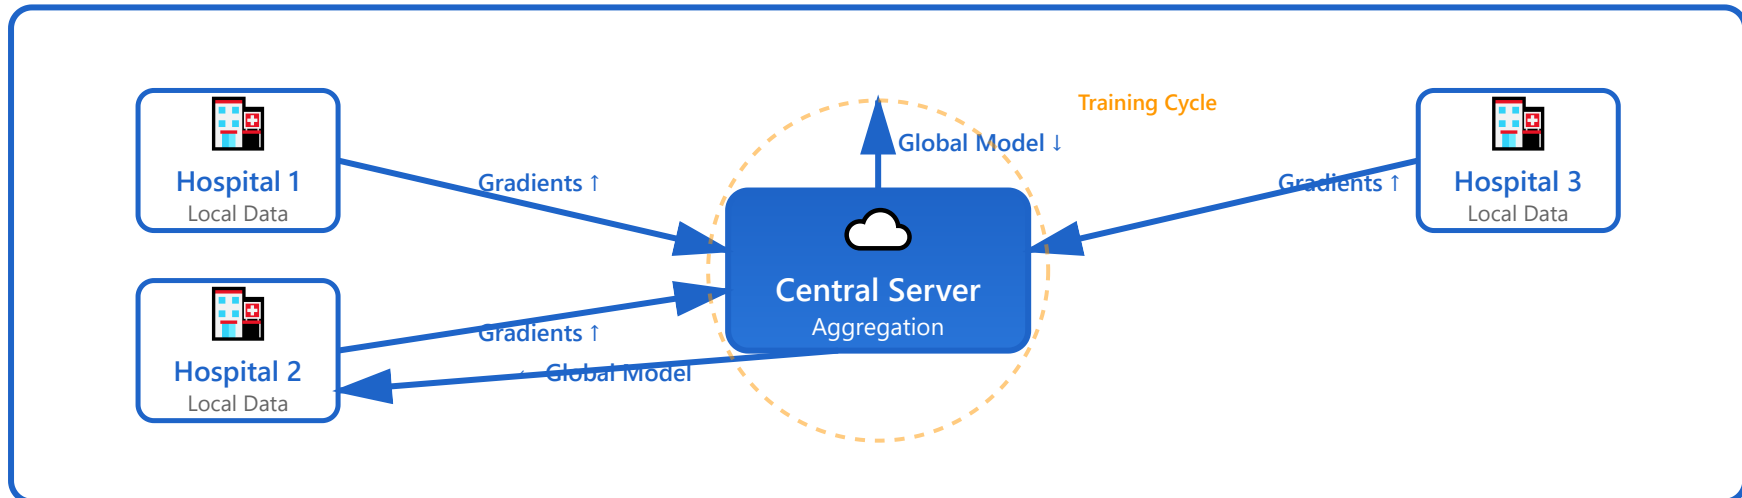 Training Cycle
Global Model ↓
Hospital 1
Local Data
Gradients ↑
Gradients ↑
Hospital 3
Local Data
Central Server
Aggregation
Gradients ↑
← Global Model
Hospital 2
Local Data